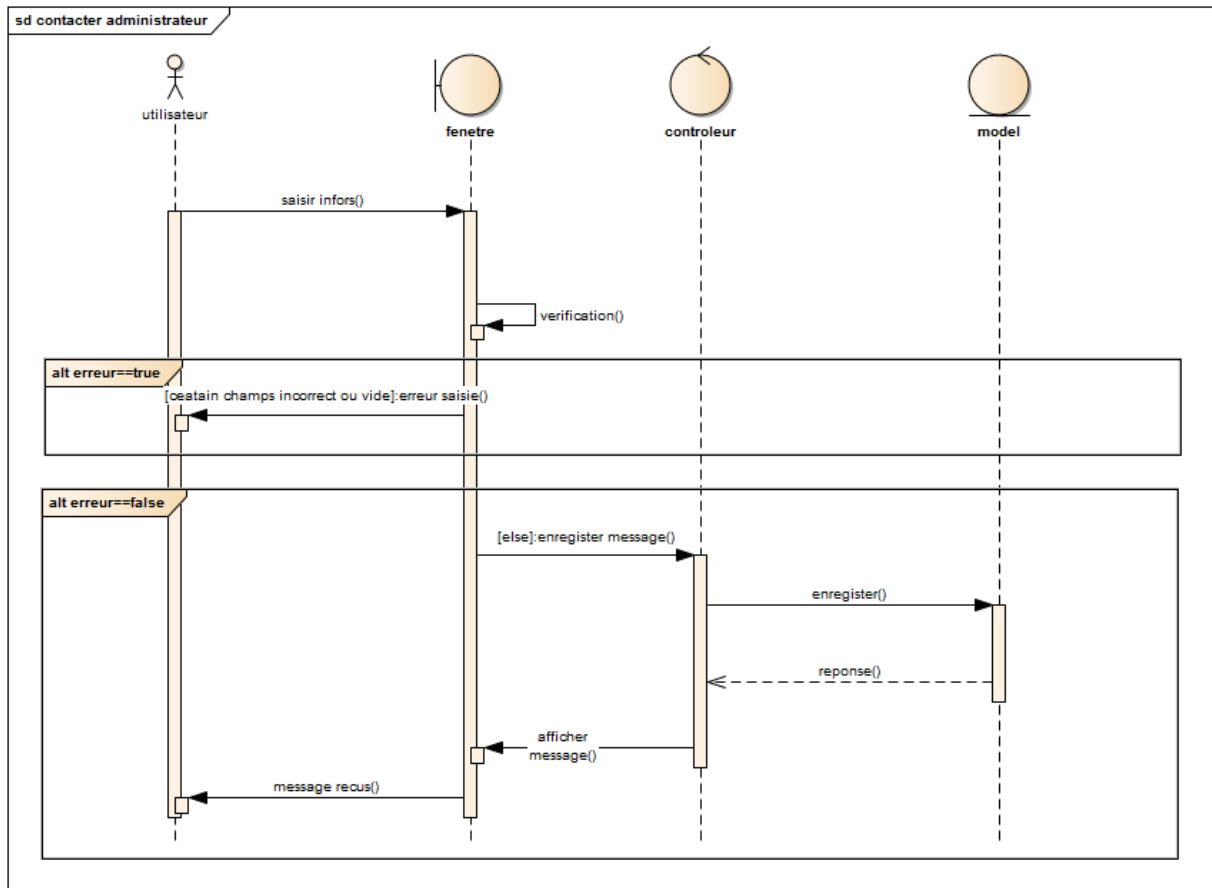 sd contacter administrateur
utilisateur
fenetre
controleur
model
saisir infors()
verification()
alt erreur==true
[ceatain champs incorrect ou vide]:erreur saisie()
alt erreur==false
[else]:enregister message()
enregister()
reponse()
afficher
message()
message recus()